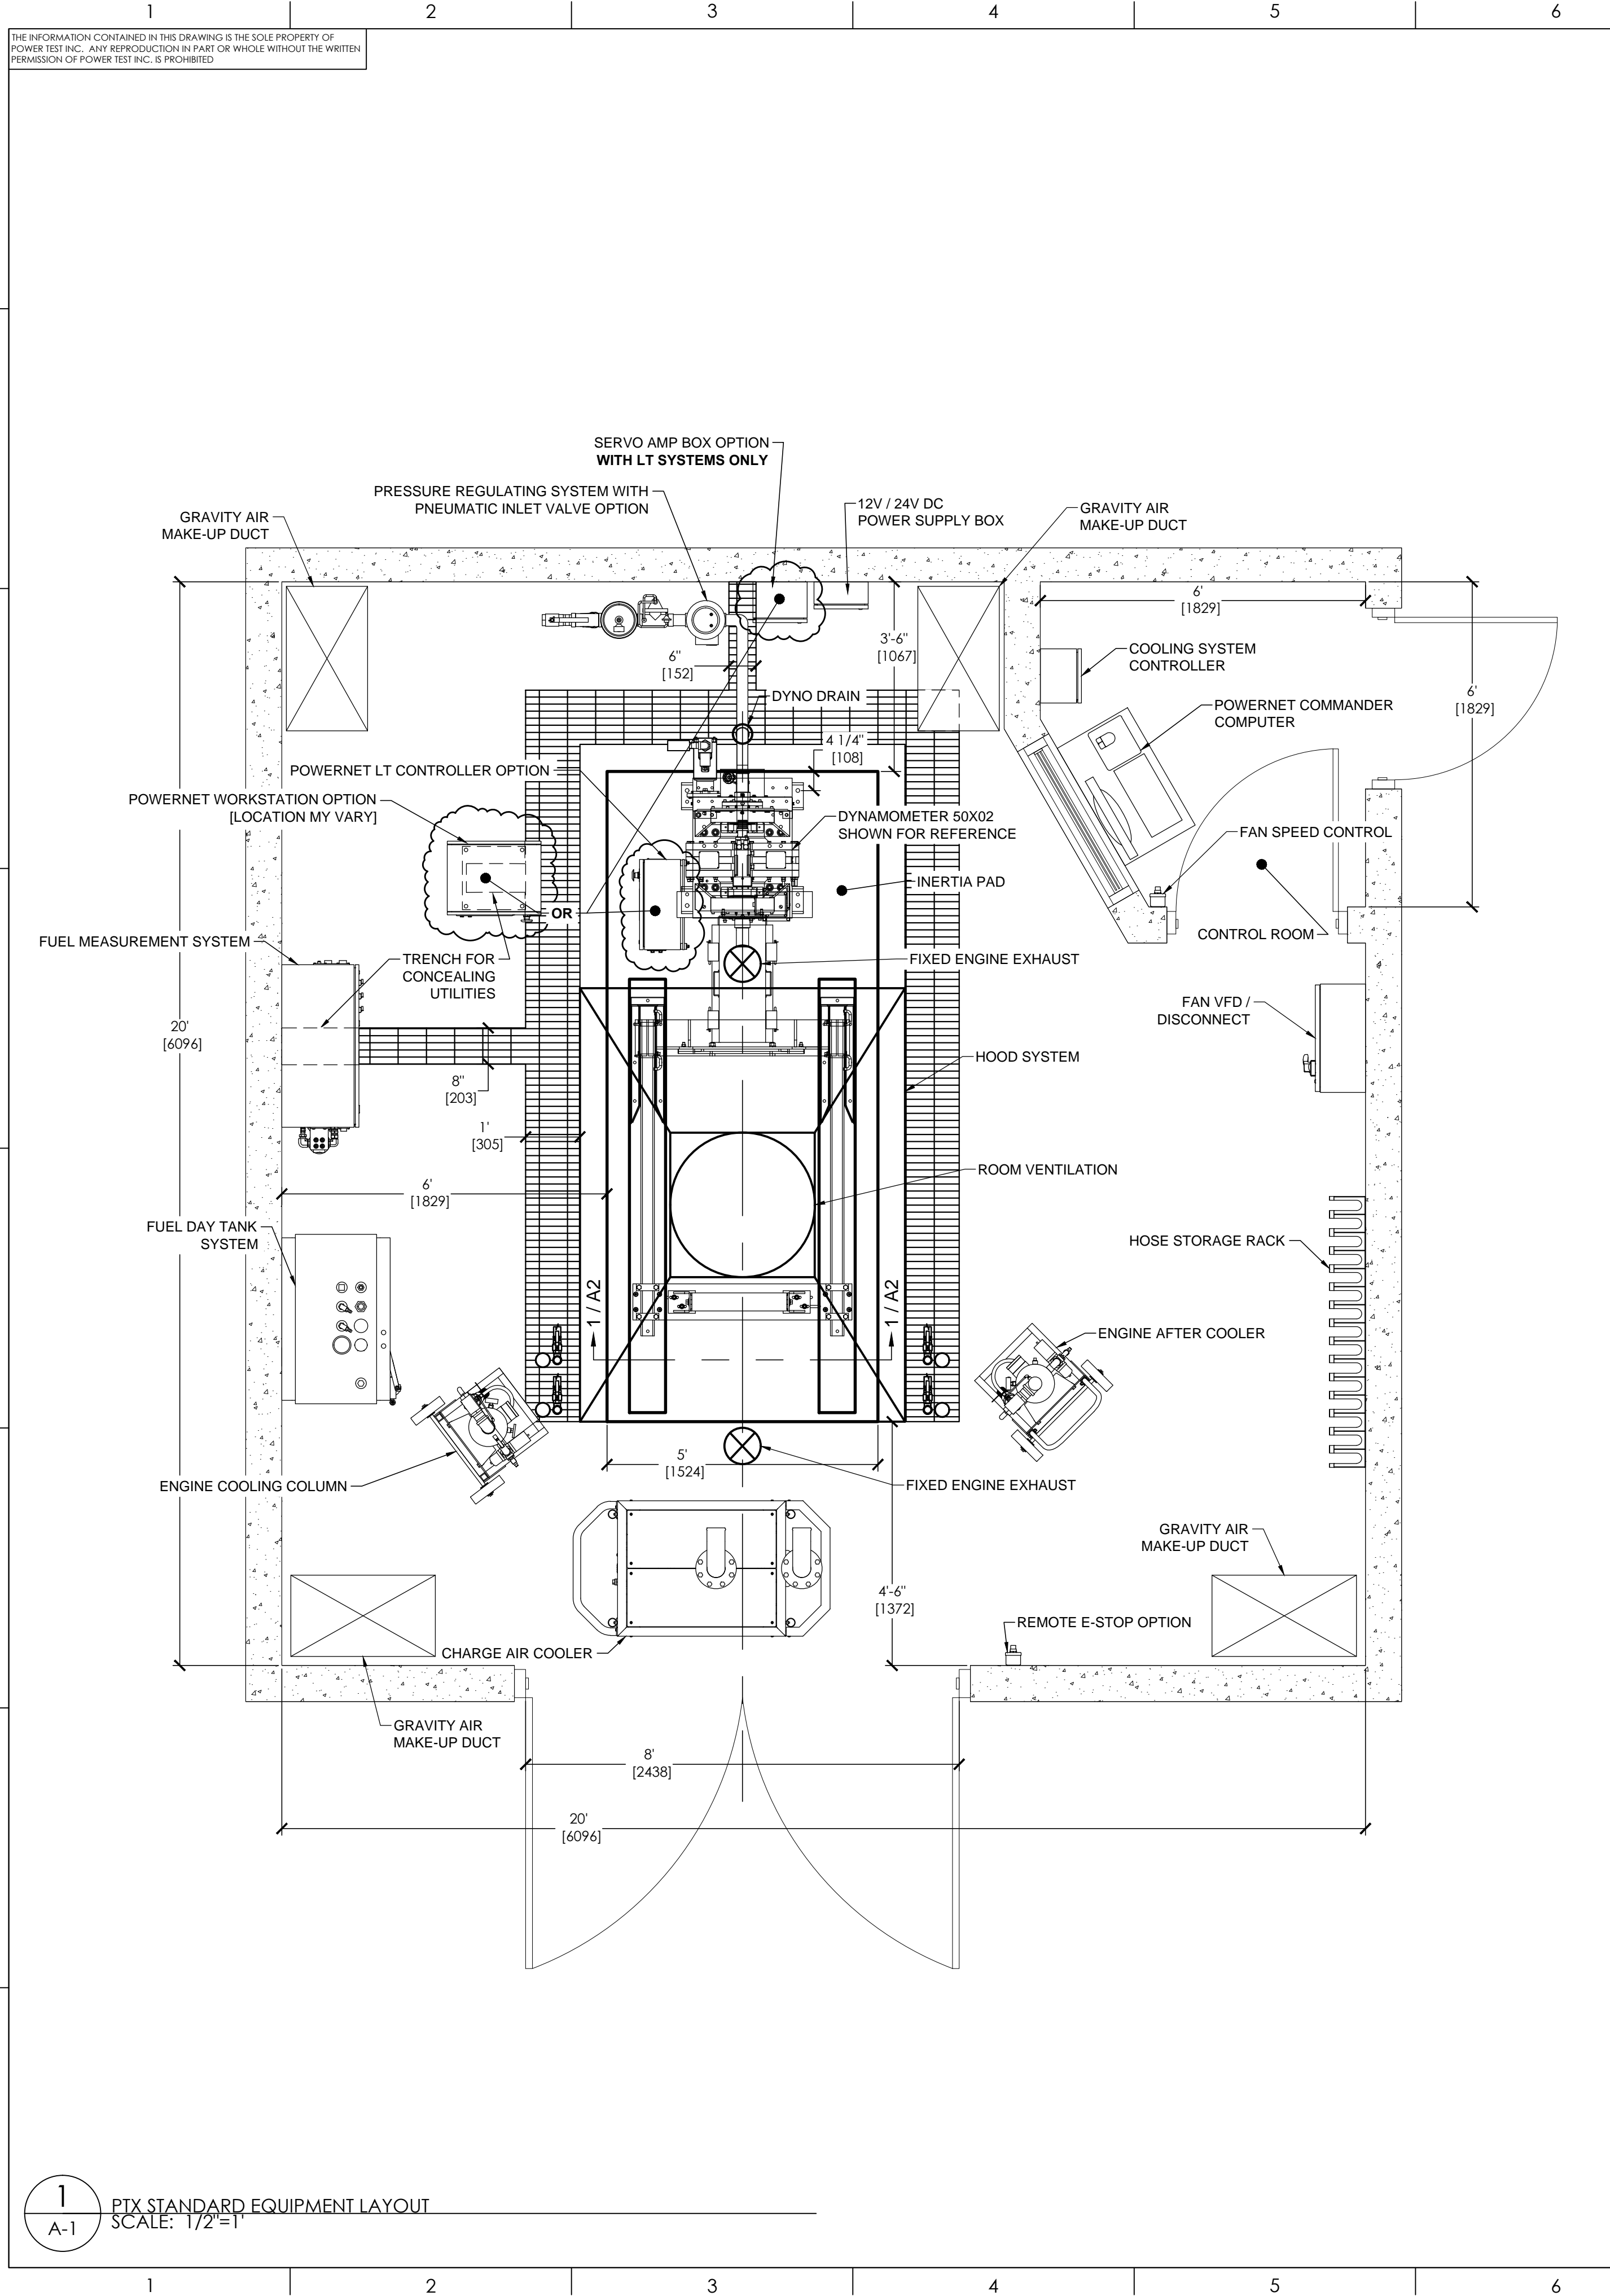 1 2 3 4 5 6
THE INFORMATION CONTAINED IN THIS DRAWING IS THE SOLE PROPERTY OF
POWER TEST INC. ANY REPRODUCTION IN PART OR WHOLE WITHOUT THE WRITTEN
PERMISSION OF POWER TEST INC. IS PROHIBITED
SERVO AMP BOX OPTION
WITH LT SYSTEMS ONLY
PRESSURE REGULATING SYSTEM WITH
PNEUMATIC INLET VALVE OPTION
12V / 24V DC
POWER SUPPLY BOX
GRAVITY AIR
MAKE-UP DUCT
GRAVITY AIR
MAKE-UP DUCT
6'
[1829]
3'-6"
[1067]
COOLING SYSTEM
CONTROLLER
6"
[152]
DYNO DRAIN
6'
[1829]
POWERNET COMMANDER
COMPUTER
4 1/4"
[108]
POWERNET LT CONTROLLER OPTION
POWERNET WORKSTATION OPTION
[LOCATION MY VARY]
DYNAMOMETER 50X02
SHOWN FOR REFERENCE
FAN SPEED CONTROL
INERTIA PAD
OR
CONTROL ROOM
FUEL MEASUREMENT SYSTEM
TRENCH FOR
CONCEALING
UTILITIES
FIXED ENGINE EXHAUST
FAN VFD /
DISCONNECT
20'
[6096]
HOOD SYSTEM
8"
[203]
1'
[305]
ROOM VENTILATION
6'
[1829]
FUEL DAY TANK
SYSTEM
HOSE STORAGE RACK
1 / A2
1 / A2
ENGINE AFTER COOLER
5'
[1524]
ENGINE COOLING COLUMN
FIXED ENGINE EXHAUST
GRAVITY AIR
MAKE-UP DUCT
4'-6"
[1372]
REMOTE E-STOP OPTION
CHARGE AIR COOLER
GRAVITY AIR
MAKE-UP DUCT
8'
[2438]
20'
[6096]
1
A-1
PTX STANDARD EQUIPMENT LAYOUT
SCALE: 1/2"=1'
1 2 3 4 5 6